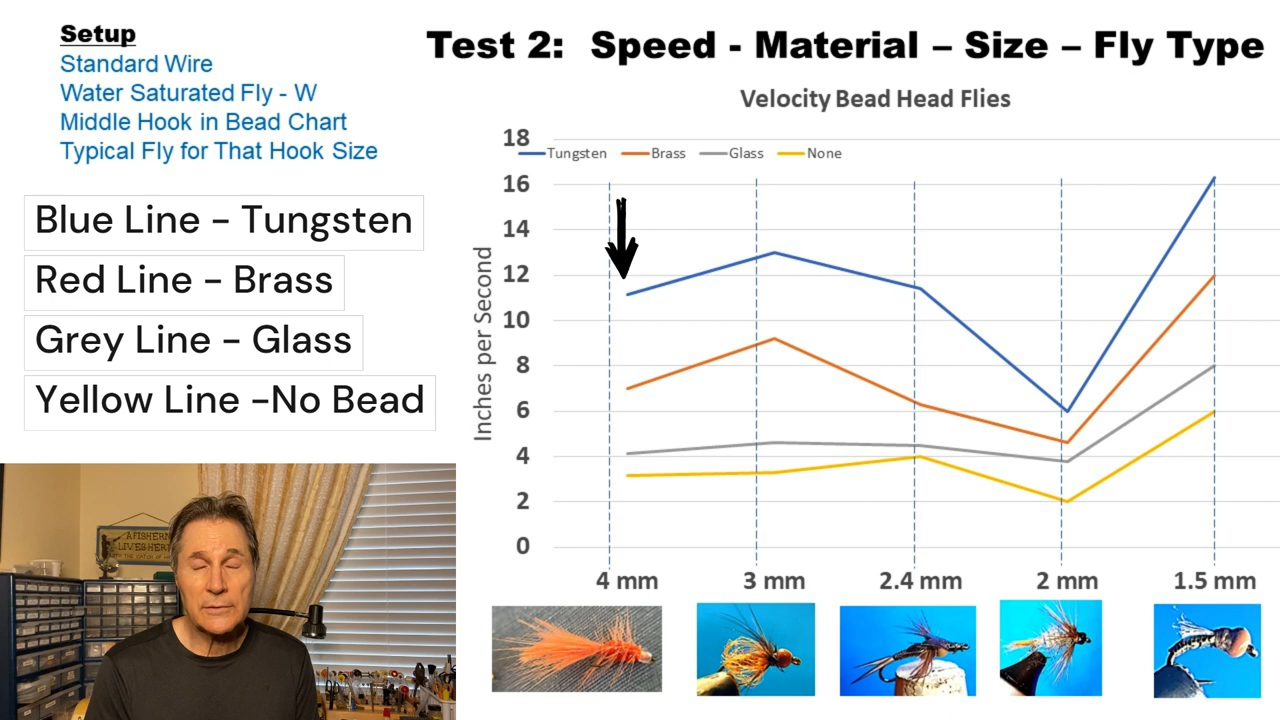 Setup
Standard Wire
Water Saturated Fly - W
Middle Hook in Bead Chart
Typical Fly for That Hook Size
Blue Line - Tungsten
Red Line - Brass
Grey Line - Glass
Yellow Line -No Bead
Test 2: Speed - Material – Size – Fly Type
Velocity Bead Head Flies
Tungsten Brass Glass None
Inches per Second
18
16
14
12
10
8
6
4
2
0
4 mm 3 mm 2.4 mm 2 mm 1.5 mm
A FISHERM
LIVES HER